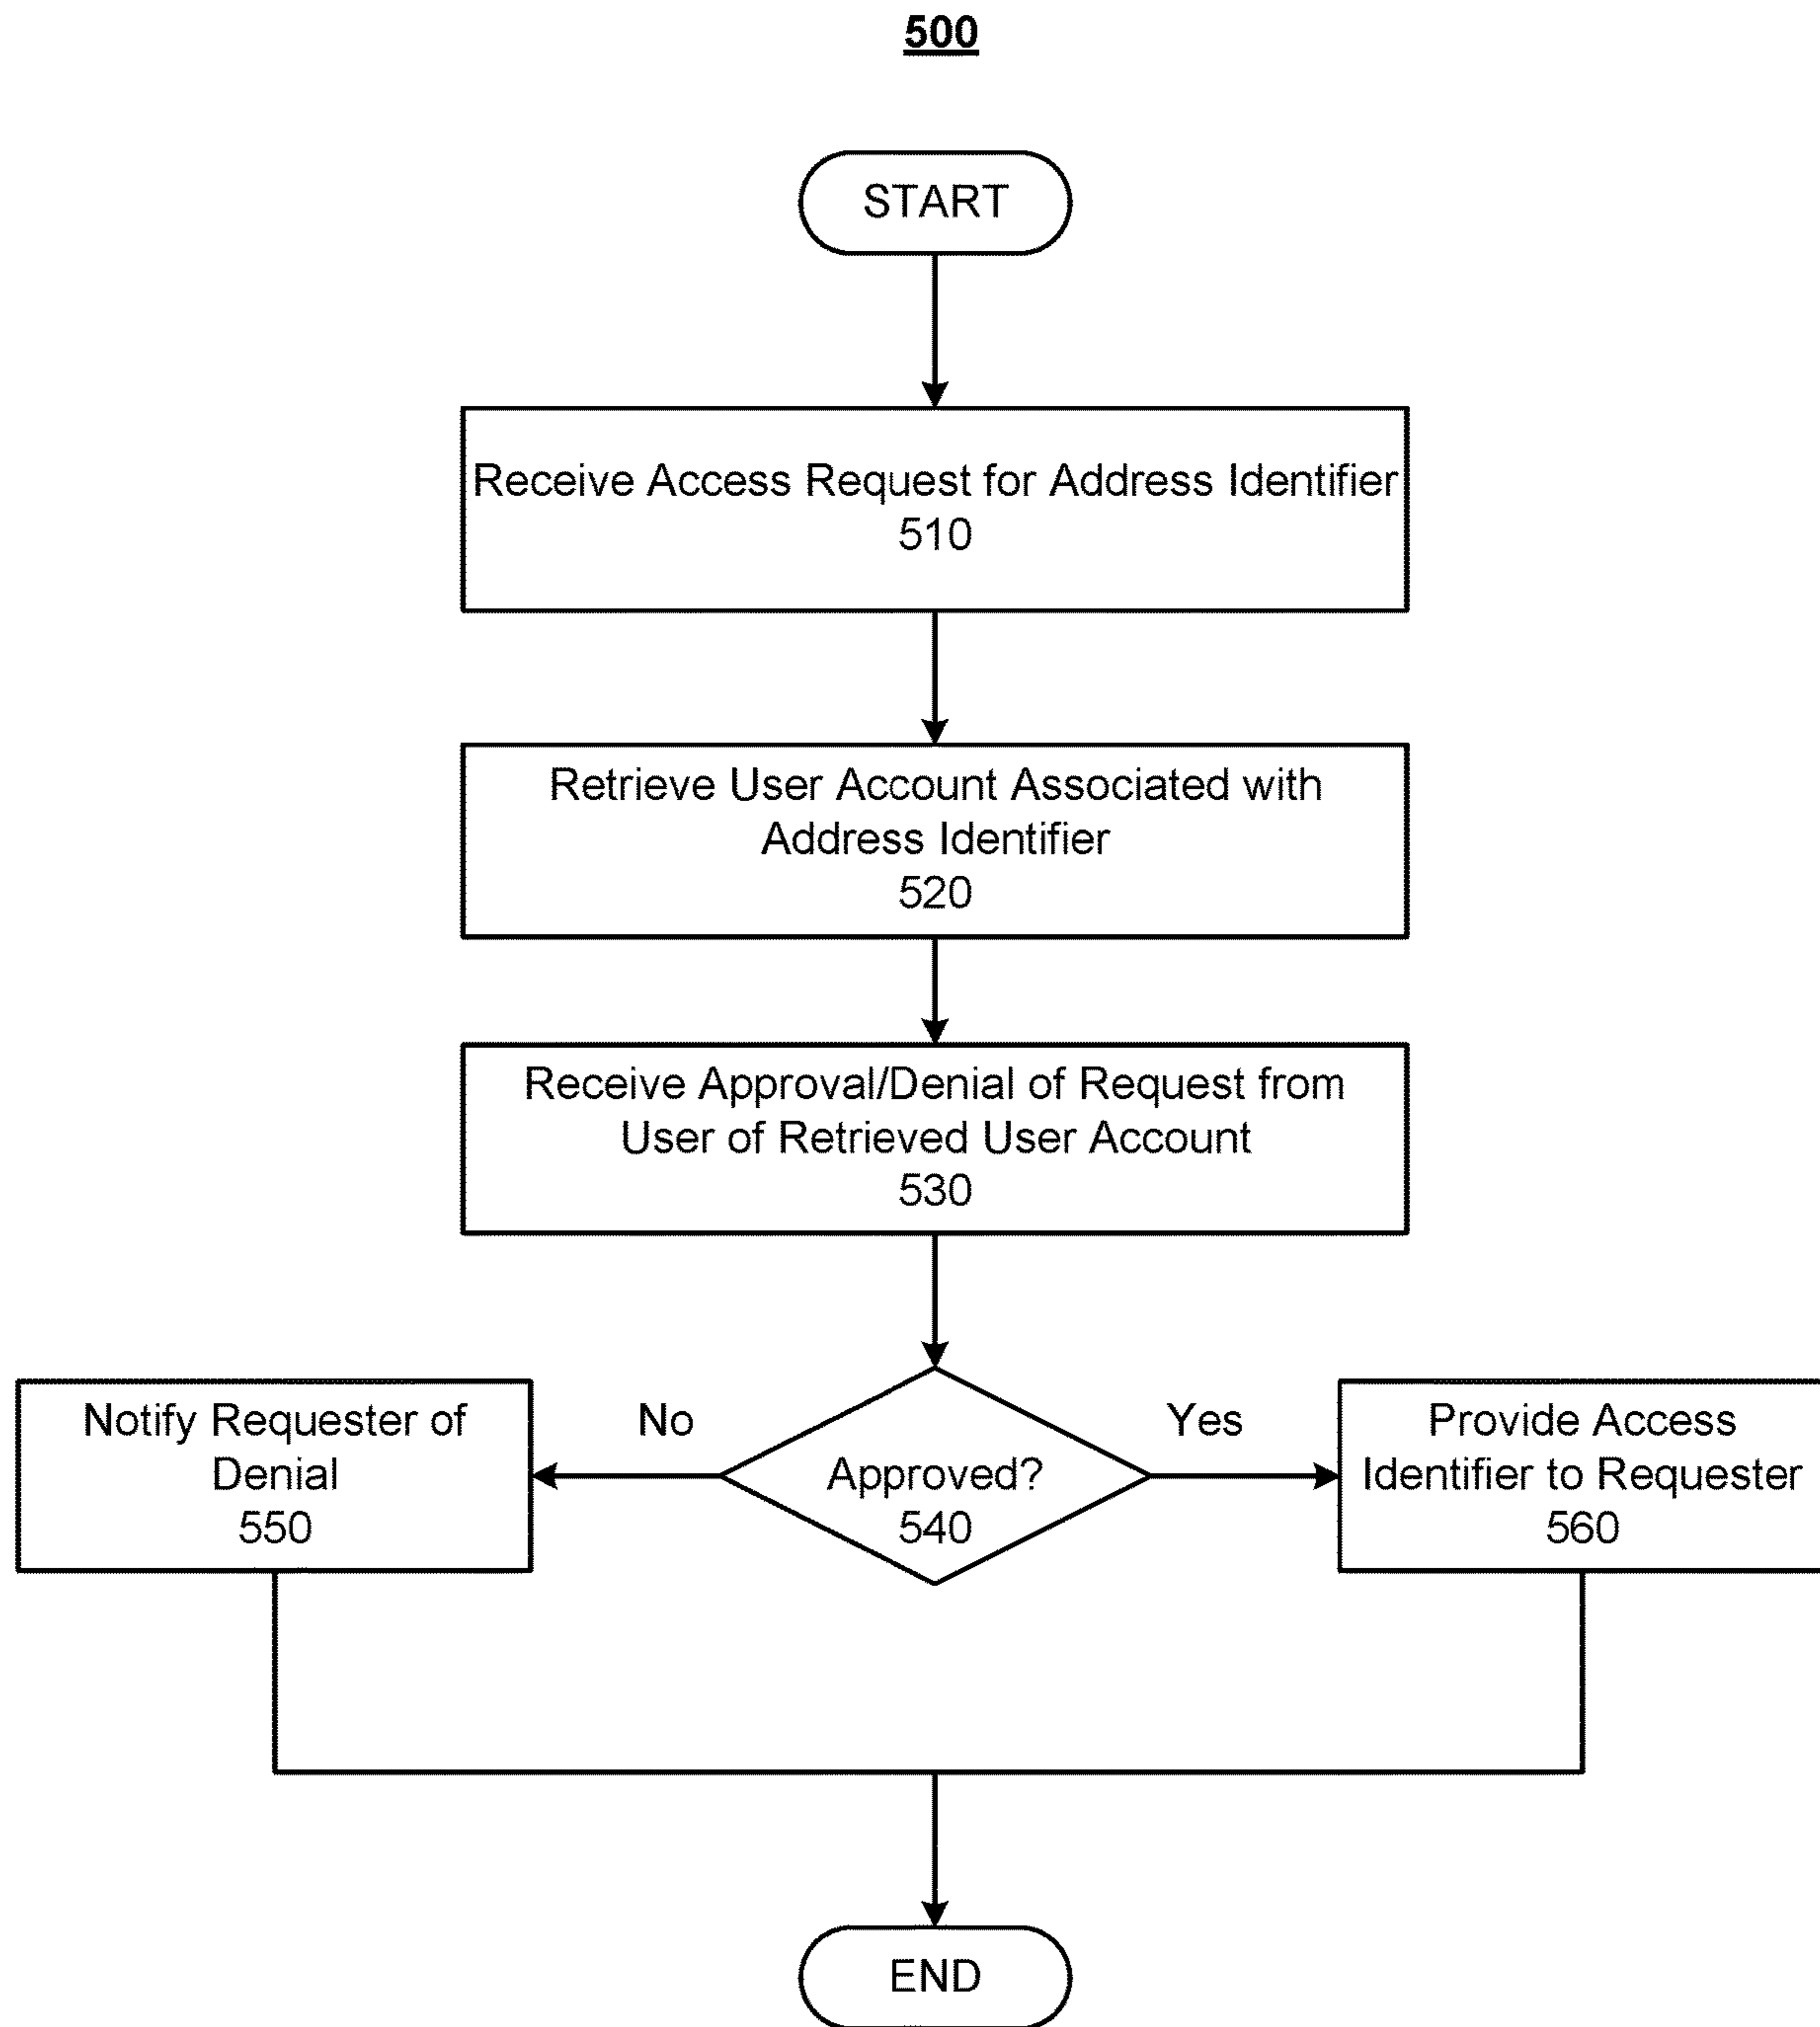 500
START
Receive Access Request for Address Identifier
510
Retrieve User Account Associated with
Address Identifier
520
Receive Approval/Denial of Request from
User of Retrieved User Account
530
Notify Requester of
Denial
550
No
Approved?
540
Yes
Provide Access
Identifier to Requester
560
END